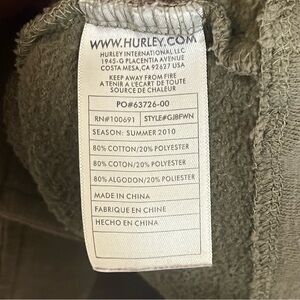 WWW.HURLEY.COM
HURLEY INTERNATIONAL LLC
1945-G PLACENTIA AVENUE
COSTA MESA, CA 92627 USA
KEEP AWAY FROM FIRE
A TENIR A L'ECART DE TOUTE
SOURCE DE CHALEUR
PO#63726-00
RN#100691 STYLE#GJBFWN
SEASON: SUMMER 2010
80% COTTON/20% POLYESTER
80% COTON/20% POLYESTER
80% ALGODON/20% POLIESTER
MADE IN CHINA
FABRIQUE EN CHINE
HECHO EN CHINA